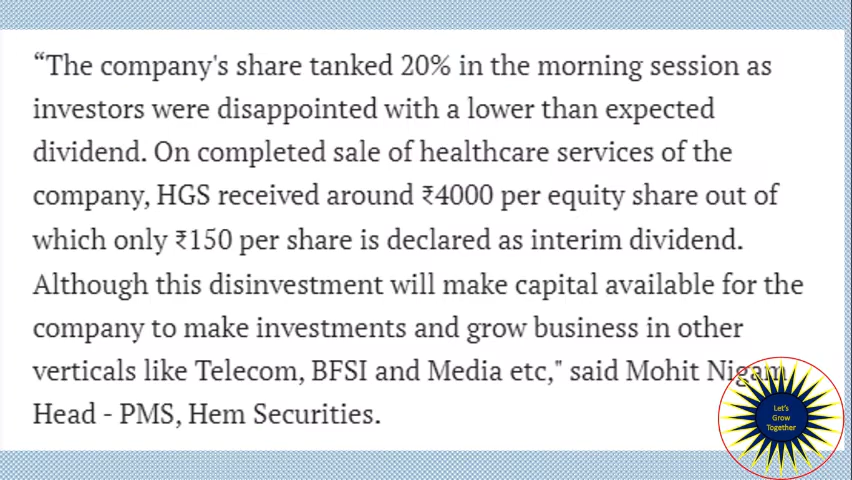 “The company's share tanked 20% in the morning session as
investors were disappointed with a lower than expected
dividend. On completed sale of healthcare services of the
company, HGS received around ₹4000 per equity share out of
which only ₹150 per share is declared as interim dividend.
Although this disinvestment will make capital available for the
company to make investments and grow business in other
verticals like Telecom, BFSI and Media etc," said Mohit Nigam
Head - PMS, Hem Securities.
Let's
Grow
Together